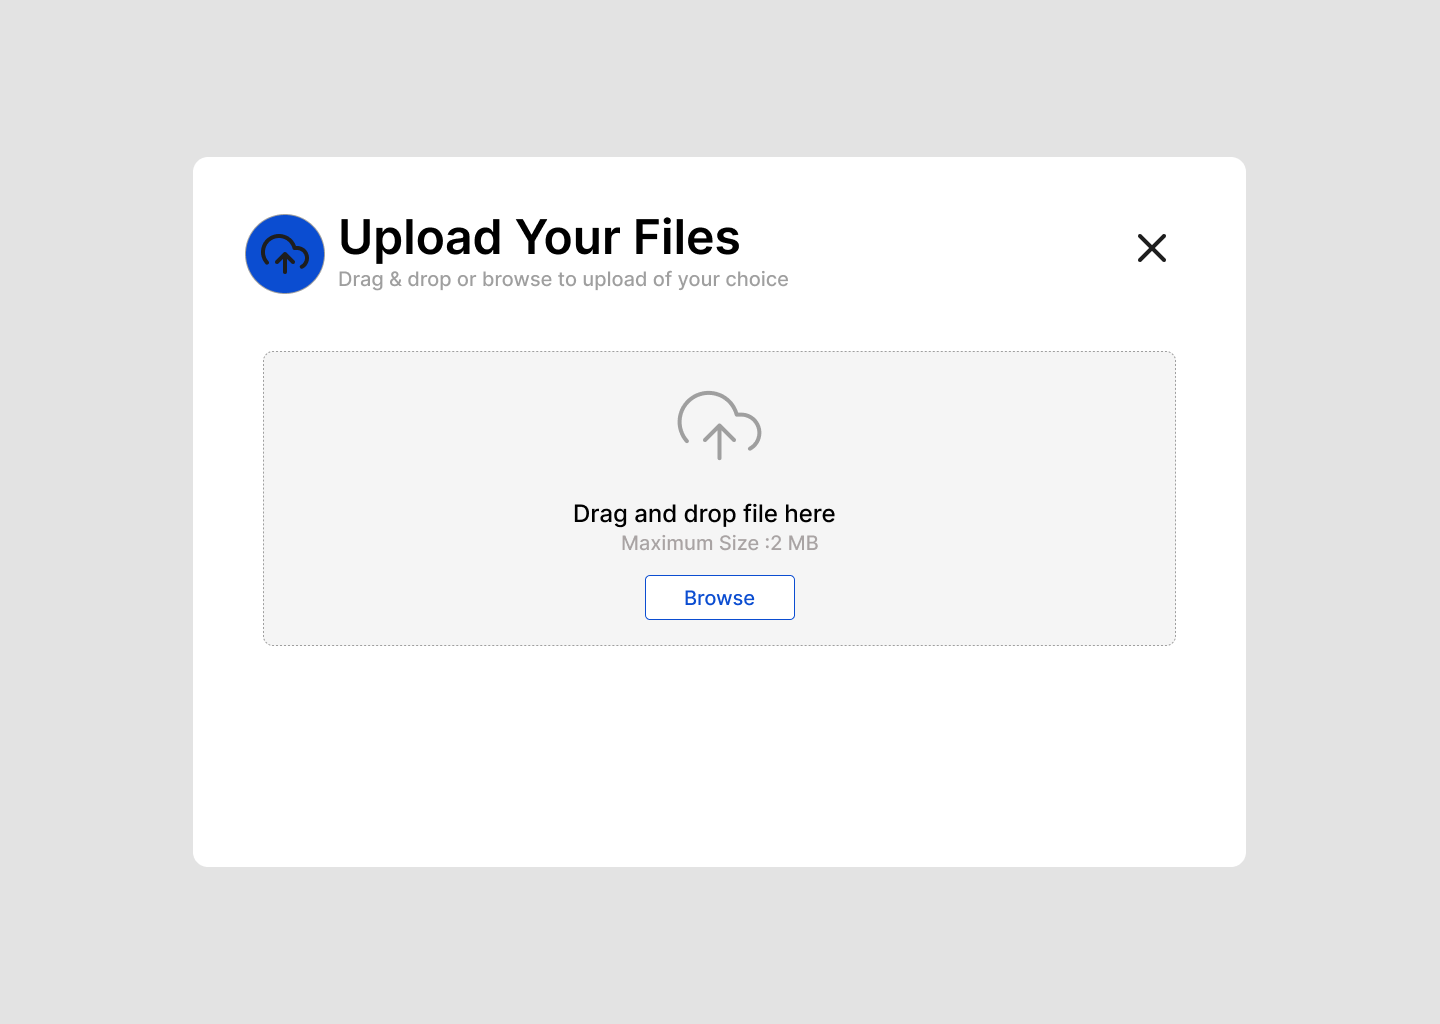 Upload Your Files
Drag & drop or browse to upload of your choice
Drag and drop file here
Maximum Size :2 MB
Browse